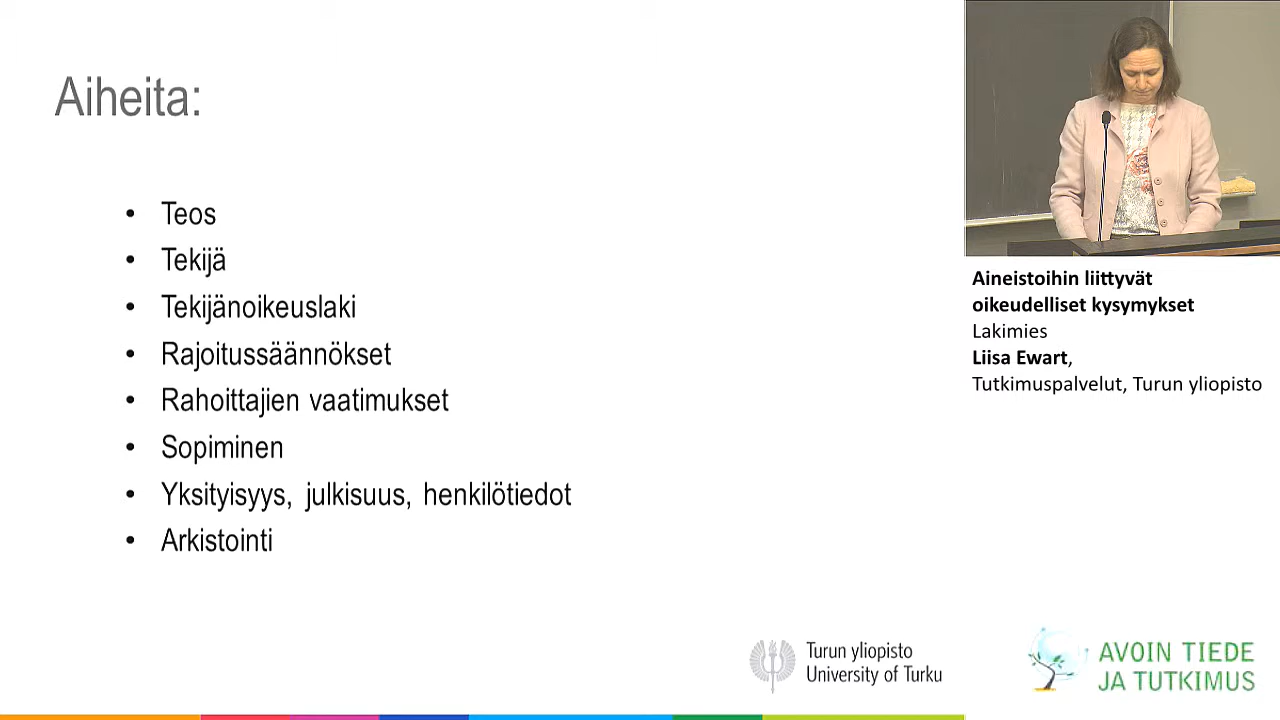 Aiheita:
Teos
Tekijä
Tekijänoikeuslaki
Rajoitussäännökset
Rahoittajien vaatimukset
Sopiminen
Yksityisyys, julkisuus, henkilötiedot
Arkistointi
Aineistoihin liittyvät
oikeudelliset kysymykset
Lakimies
Liisa Ewart,
Tutkimuspalvelut, Turun yliopisto
Turun yliopisto
University of Turku
AVOIN TIEDE
JA TUTKIMUS